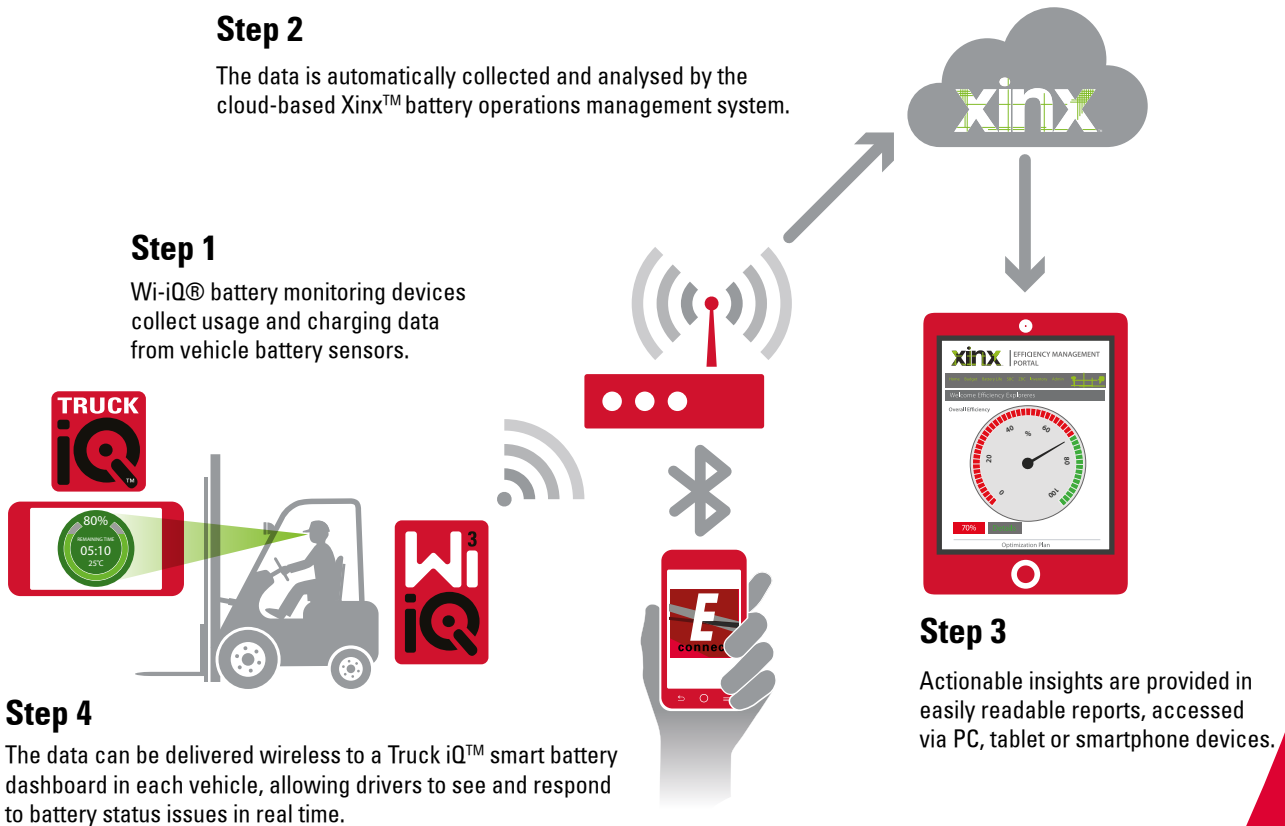 Step 2
The data is automatically collected and analysed by the
cloud-based Xinx™ battery operations management system.
xinx
Step 1
Wi-iQ® battery monitoring devices
collect usage and charging data
from vehicle battery sensors.
TRUCK
iQ™
80%
REMAINING TIME
05:10
25°C
Wi 3
iQ
E
connec
xinx
EFFICIENCY MANAGEMENT
PORTAL
Welcome Efficiency Exploreres
Overall Efficiency
0
20
40
%
60
80
100
70%
Optimization Plan
Step 3
Actionable insights are provided in
easily readable reports, accessed
via PC, tablet or smartphone devices.
Step 4
The data can be delivered wireless to a Truck iQ™ smart battery
dashboard in each vehicle, allowing drivers to see and respond
to battery status issues in real time.